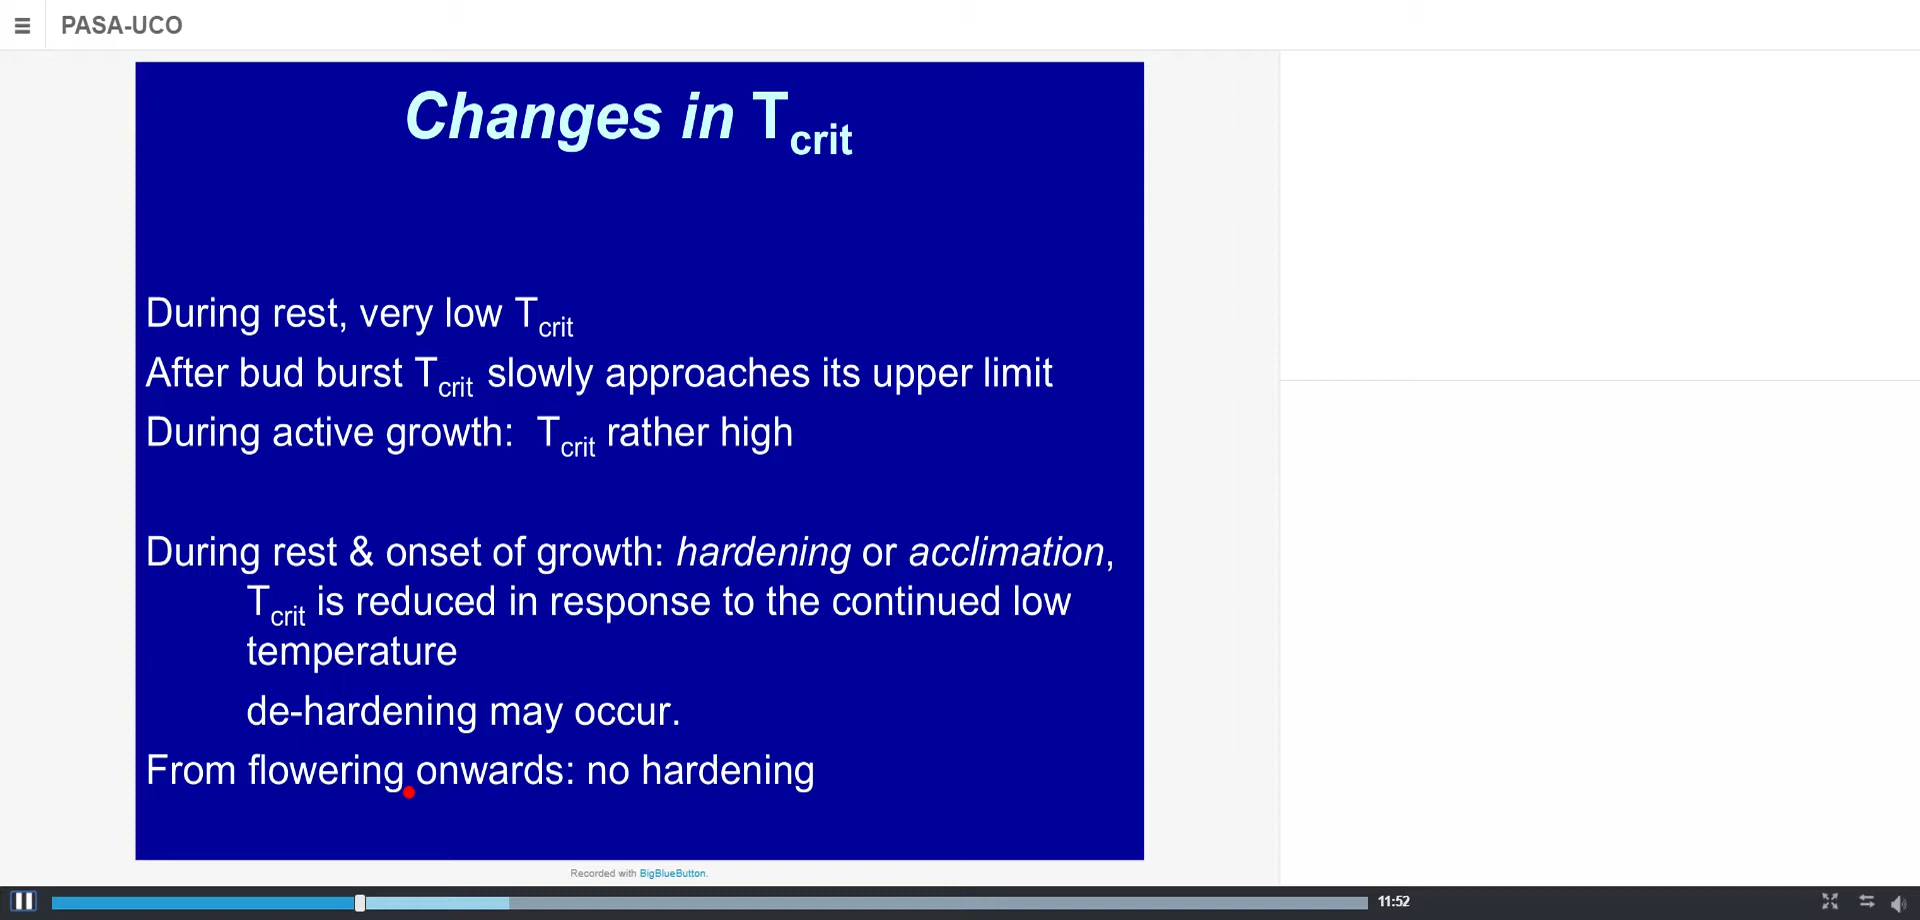 PASA-UCO
Changes in Tcrit
During rest, very low Tcrit
After bud burst Tcrit slowly approaches its upper limit
During active growth: Tcrit rather high
During rest & onset of growth: hardening or acclimation,
Tcrit is reduced in response to the continued low
temperature
de-hardening may occur.
From flowering onwards: no hardening
Recorded with BigBlueButton.
11:52